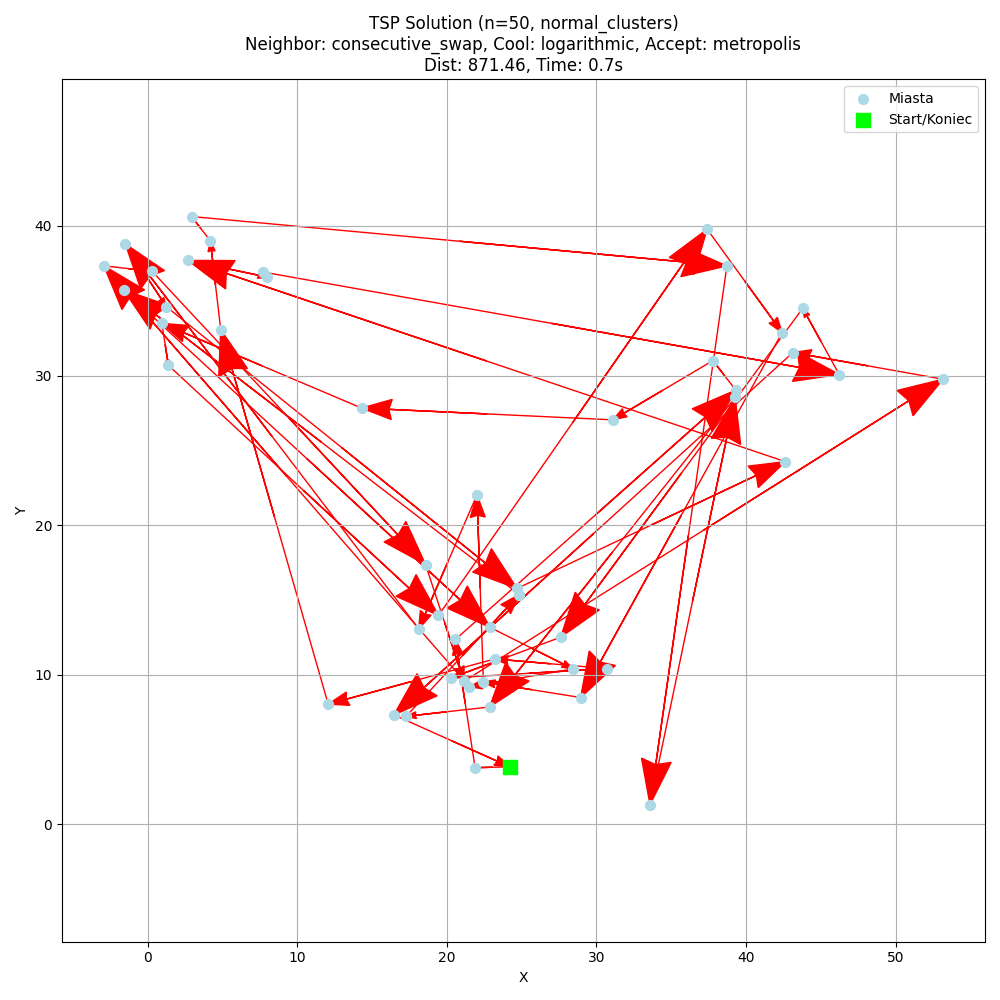 TSP Solution (n=50, normal_clusters)
Neighbor: consecutive_swap, Cool: logarithmic, Accept: metropolis
Dist: 871.46, Time: 0.7s
Miasta
Start/Koniec
Y
40
30
20
10
0
0 10 20 30 40 50
X